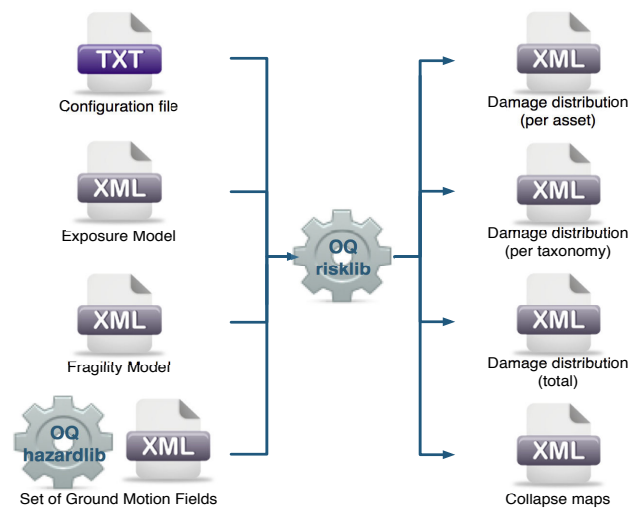 TXT
Configuration file
XML
Exposure Model
XML
Fragility Model
OQ
hazardlib
XML
Set of Ground Motion Fields
OQ
risklib
XML
Damage distribution
(per asset)
XML
Damage distribution
(per taxonomy)
XML
Damage distribution
(total)
XML
Collapse maps